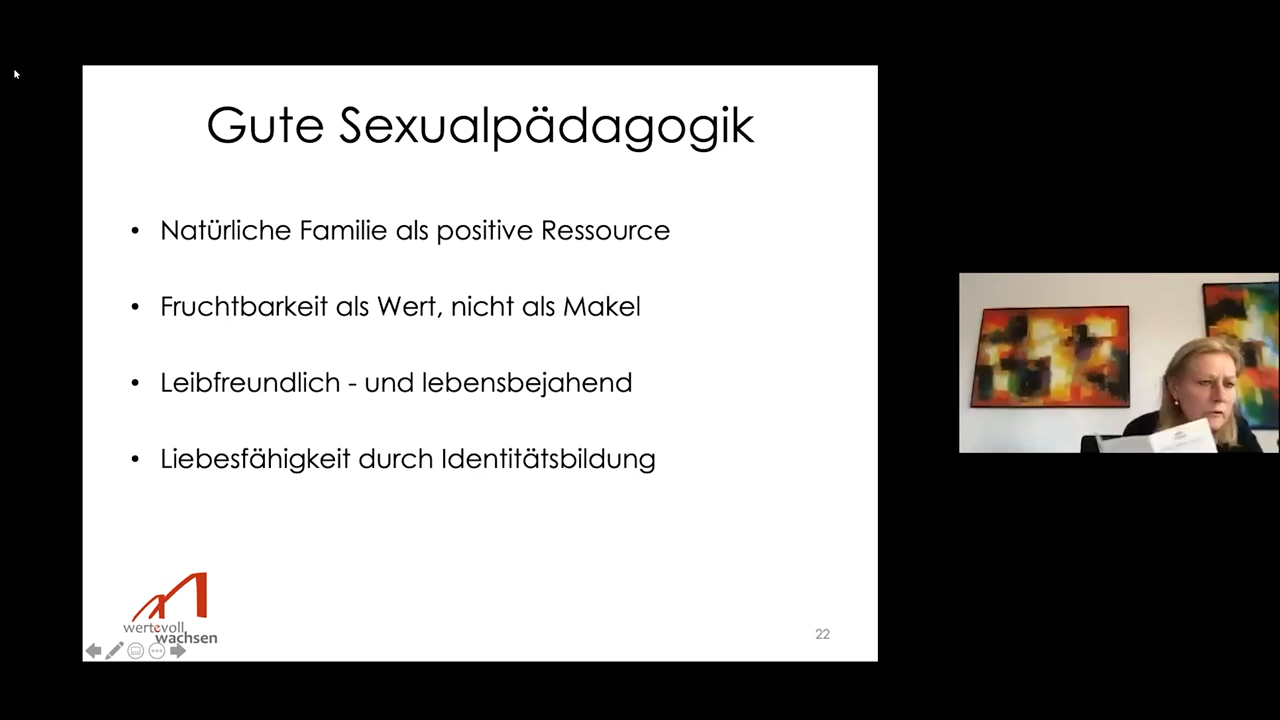 Gute Sexualpädagogik
• Natürliche Familie als positive Ressource
• Fruchtbarkeit als Wert, nicht als Makel
• Leibfreundlich - und lebensbejahend
• Liebesfähigkeit durch Identitätsbildung
wertevoll
wachsen
22